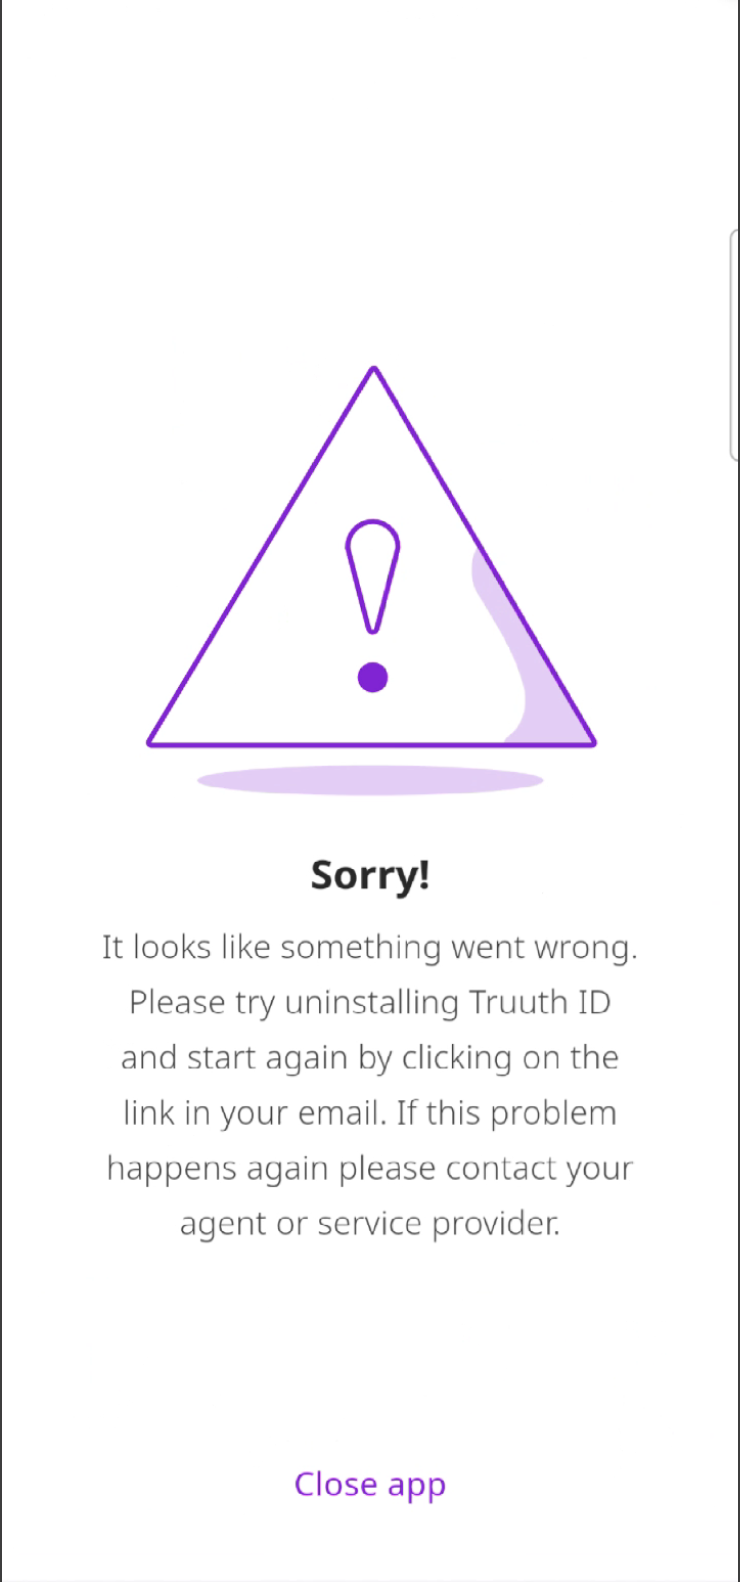 Sorry!
It looks like something went wrong.
Please try uninstalling Truuth ID
and start again by clicking on the
link in your email. If this problem
happens again please contact your
agent or service provider.
Close app